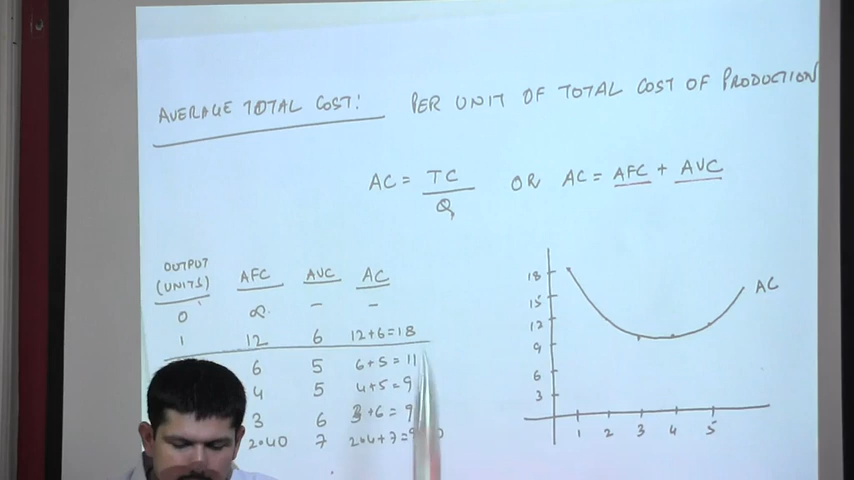 AVERAGE TOTAL COST: PER UNIT OF TOTAL COST OF PRODUCTION
AC = TC / Q OR AC = AFC + AVC
OUTPUT (UNITS) AFC AVC AC
0 ∞ – –
1 12 6 12+6=18
6 5 6+5=11
4 5 4+5=9
3 6 3+6=9
2.40 7 2.4+7=
18
15
12
9
6
3
1 2 3 4 5
AC